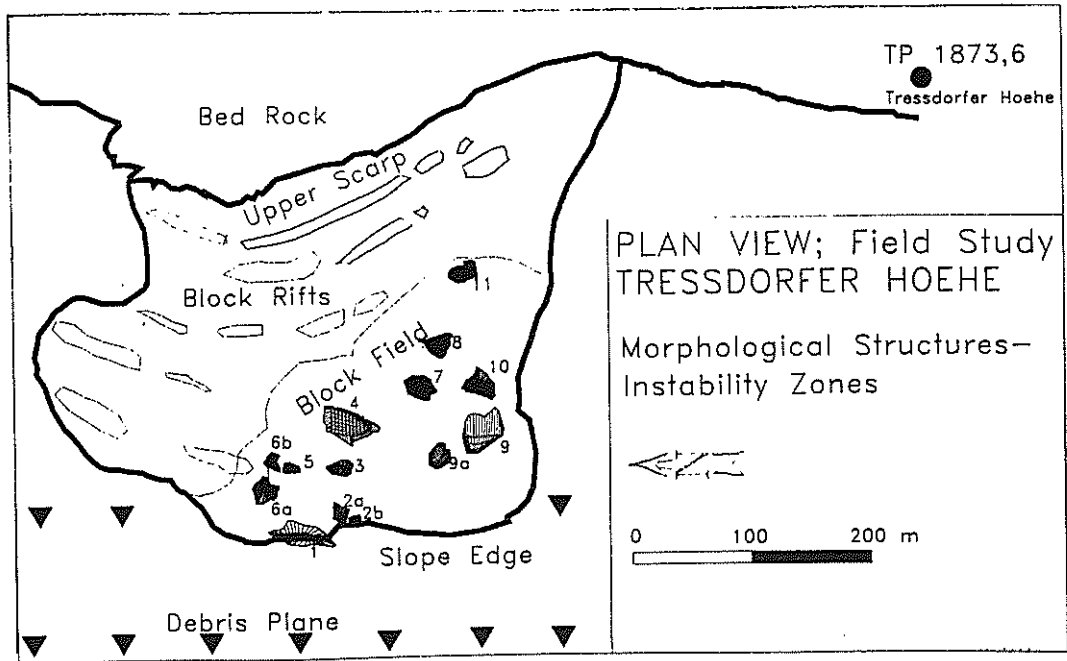 TP 1873,6
Tressdorfer Hoehe
Bed Rock
Upper Scarp
PLAN VIEW; Field Study
TRESSDORFER HOEHE
Block Rifts
11
Morphological Structures-
Instability Zones
Block Field
8
7
10
4
9
6b
5
3
9a
6a
2a
2b
1
0 100 200 m
Slope Edge
Debris Plane